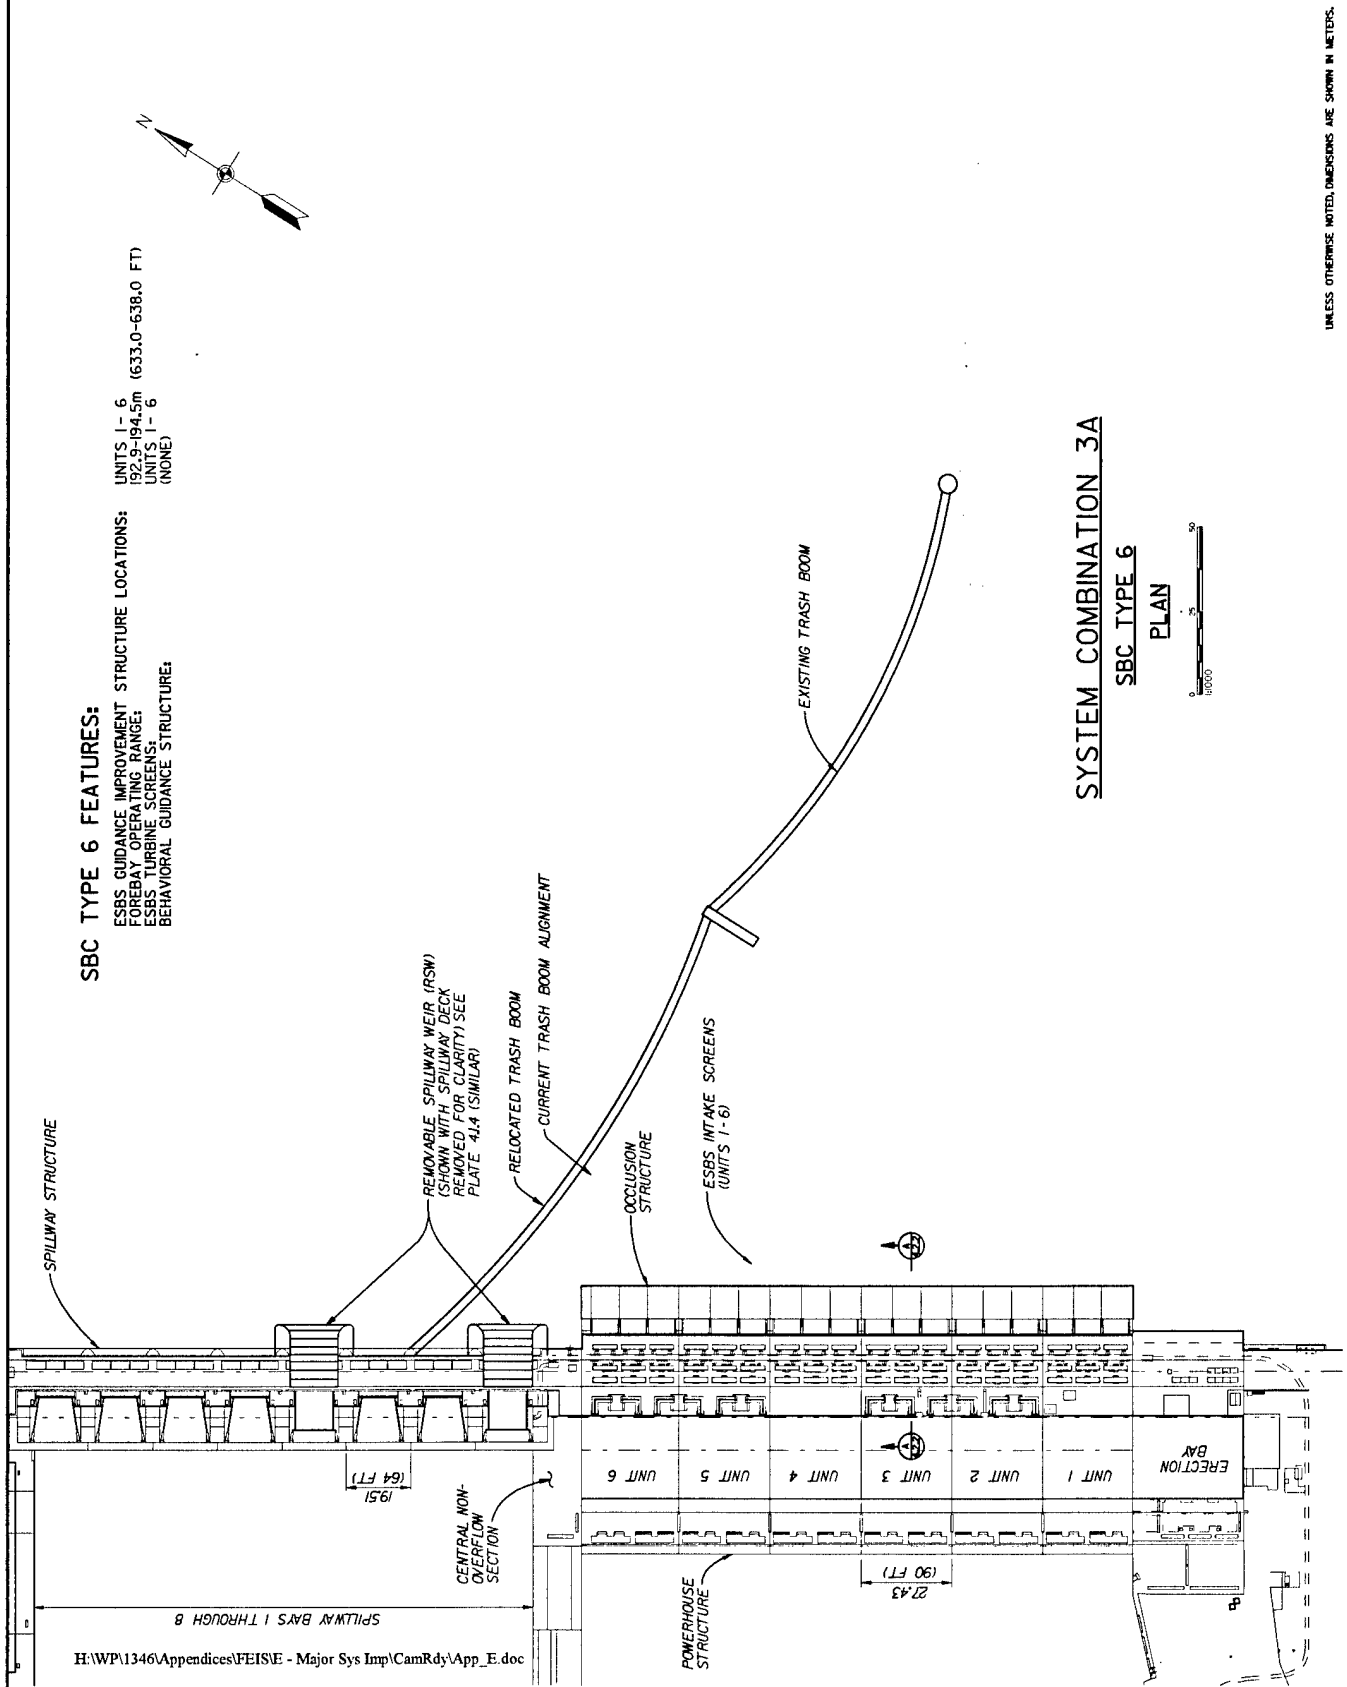 UNLESS OTHERWISE NOTED, DIMENSIONS ARE SHOWN IN METERS.
N
SBC TYPE 6 FEATURES:
ESBS GUIDANCE IMPROVEMENT STRUCTURE LOCATIONS: UNITS 1 - 6
FOREBAY OPERATING RANGE: 192.9-194.5m (633.0-638.0 FT)
ESBS TURBINE SCREENS: UNITS 1 - 6
BEHAVIORAL GUIDANCE STRUCTURE: (NONE)
SPILLWAY STRUCTURE
REMOVABLE SPILLWAY WEIR (RSW)
(SHOWN WITH SPILLWAY DECK
REMOVED FOR CLARITY) SEE
PLATE 4.1.4 (SIMILAR)
RELOCATED TRASH BOOM
CURRENT TRASH BOOM ALIGNMENT
EXISTING TRASH BOOM
OCCLUSION
STRUCTURE
ESBS INTAKE SCREENS
(UNITS 1 - 6)
SYSTEM COMBINATION 3A
SBC TYPE 6
PLAN
0 25 50
1:1000
A
A
UNIT 6
UNIT 5
UNIT 4
UNIT 3
UNIT 2
UNIT 1
ERECTION
BAY
19.51
(64 FT)
CENTRAL NON-
OVERFLOW
SECTION
SPILLWAY BAYS 1 THROUGH 8
POWERHOUSE
STRUCTURE
27.43
(90 FT)
H:\WP\1346\Appendices\FEIS\E - Major Sys Imp\CamRdy\App_E.doc